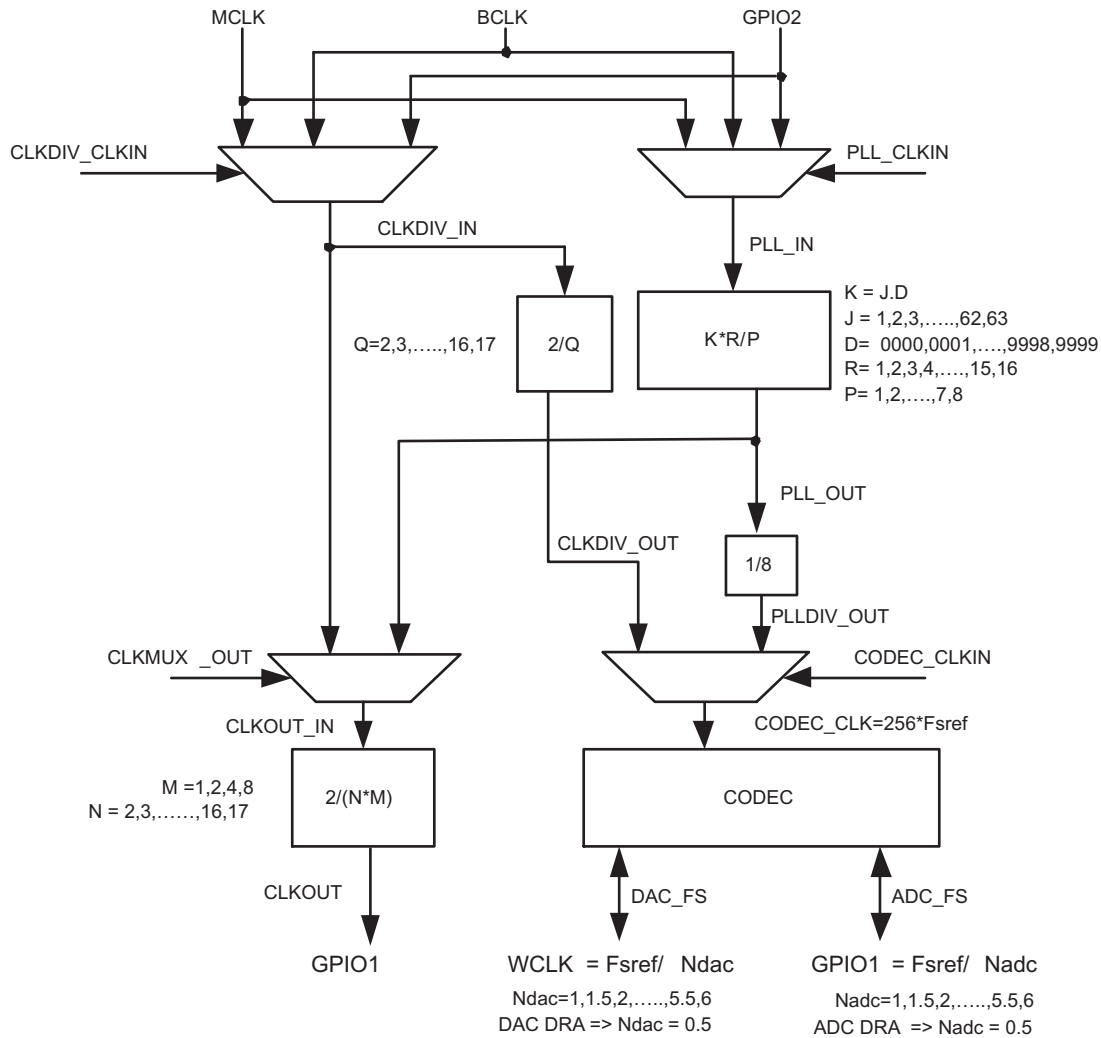 MCLK
BCLK
GPIO2
CLKDIV_CLKIN
PLL_CLKIN
CLKDIV_IN
PLL_IN
Q=2,3,…..,16,17
2/Q
K*R/P
K = J.D
J = 1,2,3,…..,62,63
D= 0000,0001,….,9998,9999
R= 1,2,3,4,….,15,16
P= 1,2,….,7,8
PLL_OUT
CLKDIV_OUT
1/8
PLLDIV_OUT
CLKMUX _OUT
CODEC_CLKIN
CLKOUT_IN
CODEC_CLK=256*Fsref
M =1,2,4,8
N = 2,3,……,16,17
2/(N*M)
CODEC
CLKOUT
DAC_FS
ADC_FS
GPIO1
WCLK = Fsref/ Ndac
GPIO1 = Fsref/ Nadc
Ndac=1,1.5,2,…..,5.5,6
DAC DRA => Ndac = 0.5
Nadc=1,1.5,2,…..,5.5,6
ADC DRA => Nadc = 0.5